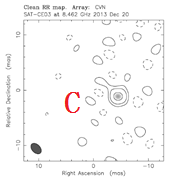 Clean RR map. Array: CVN
SAT-CED3 at 8.462 GHz 2013 Dec 20
Relative Declination (mas)
10
0
-10
C
10
0
-10
Right Ascension (mas)